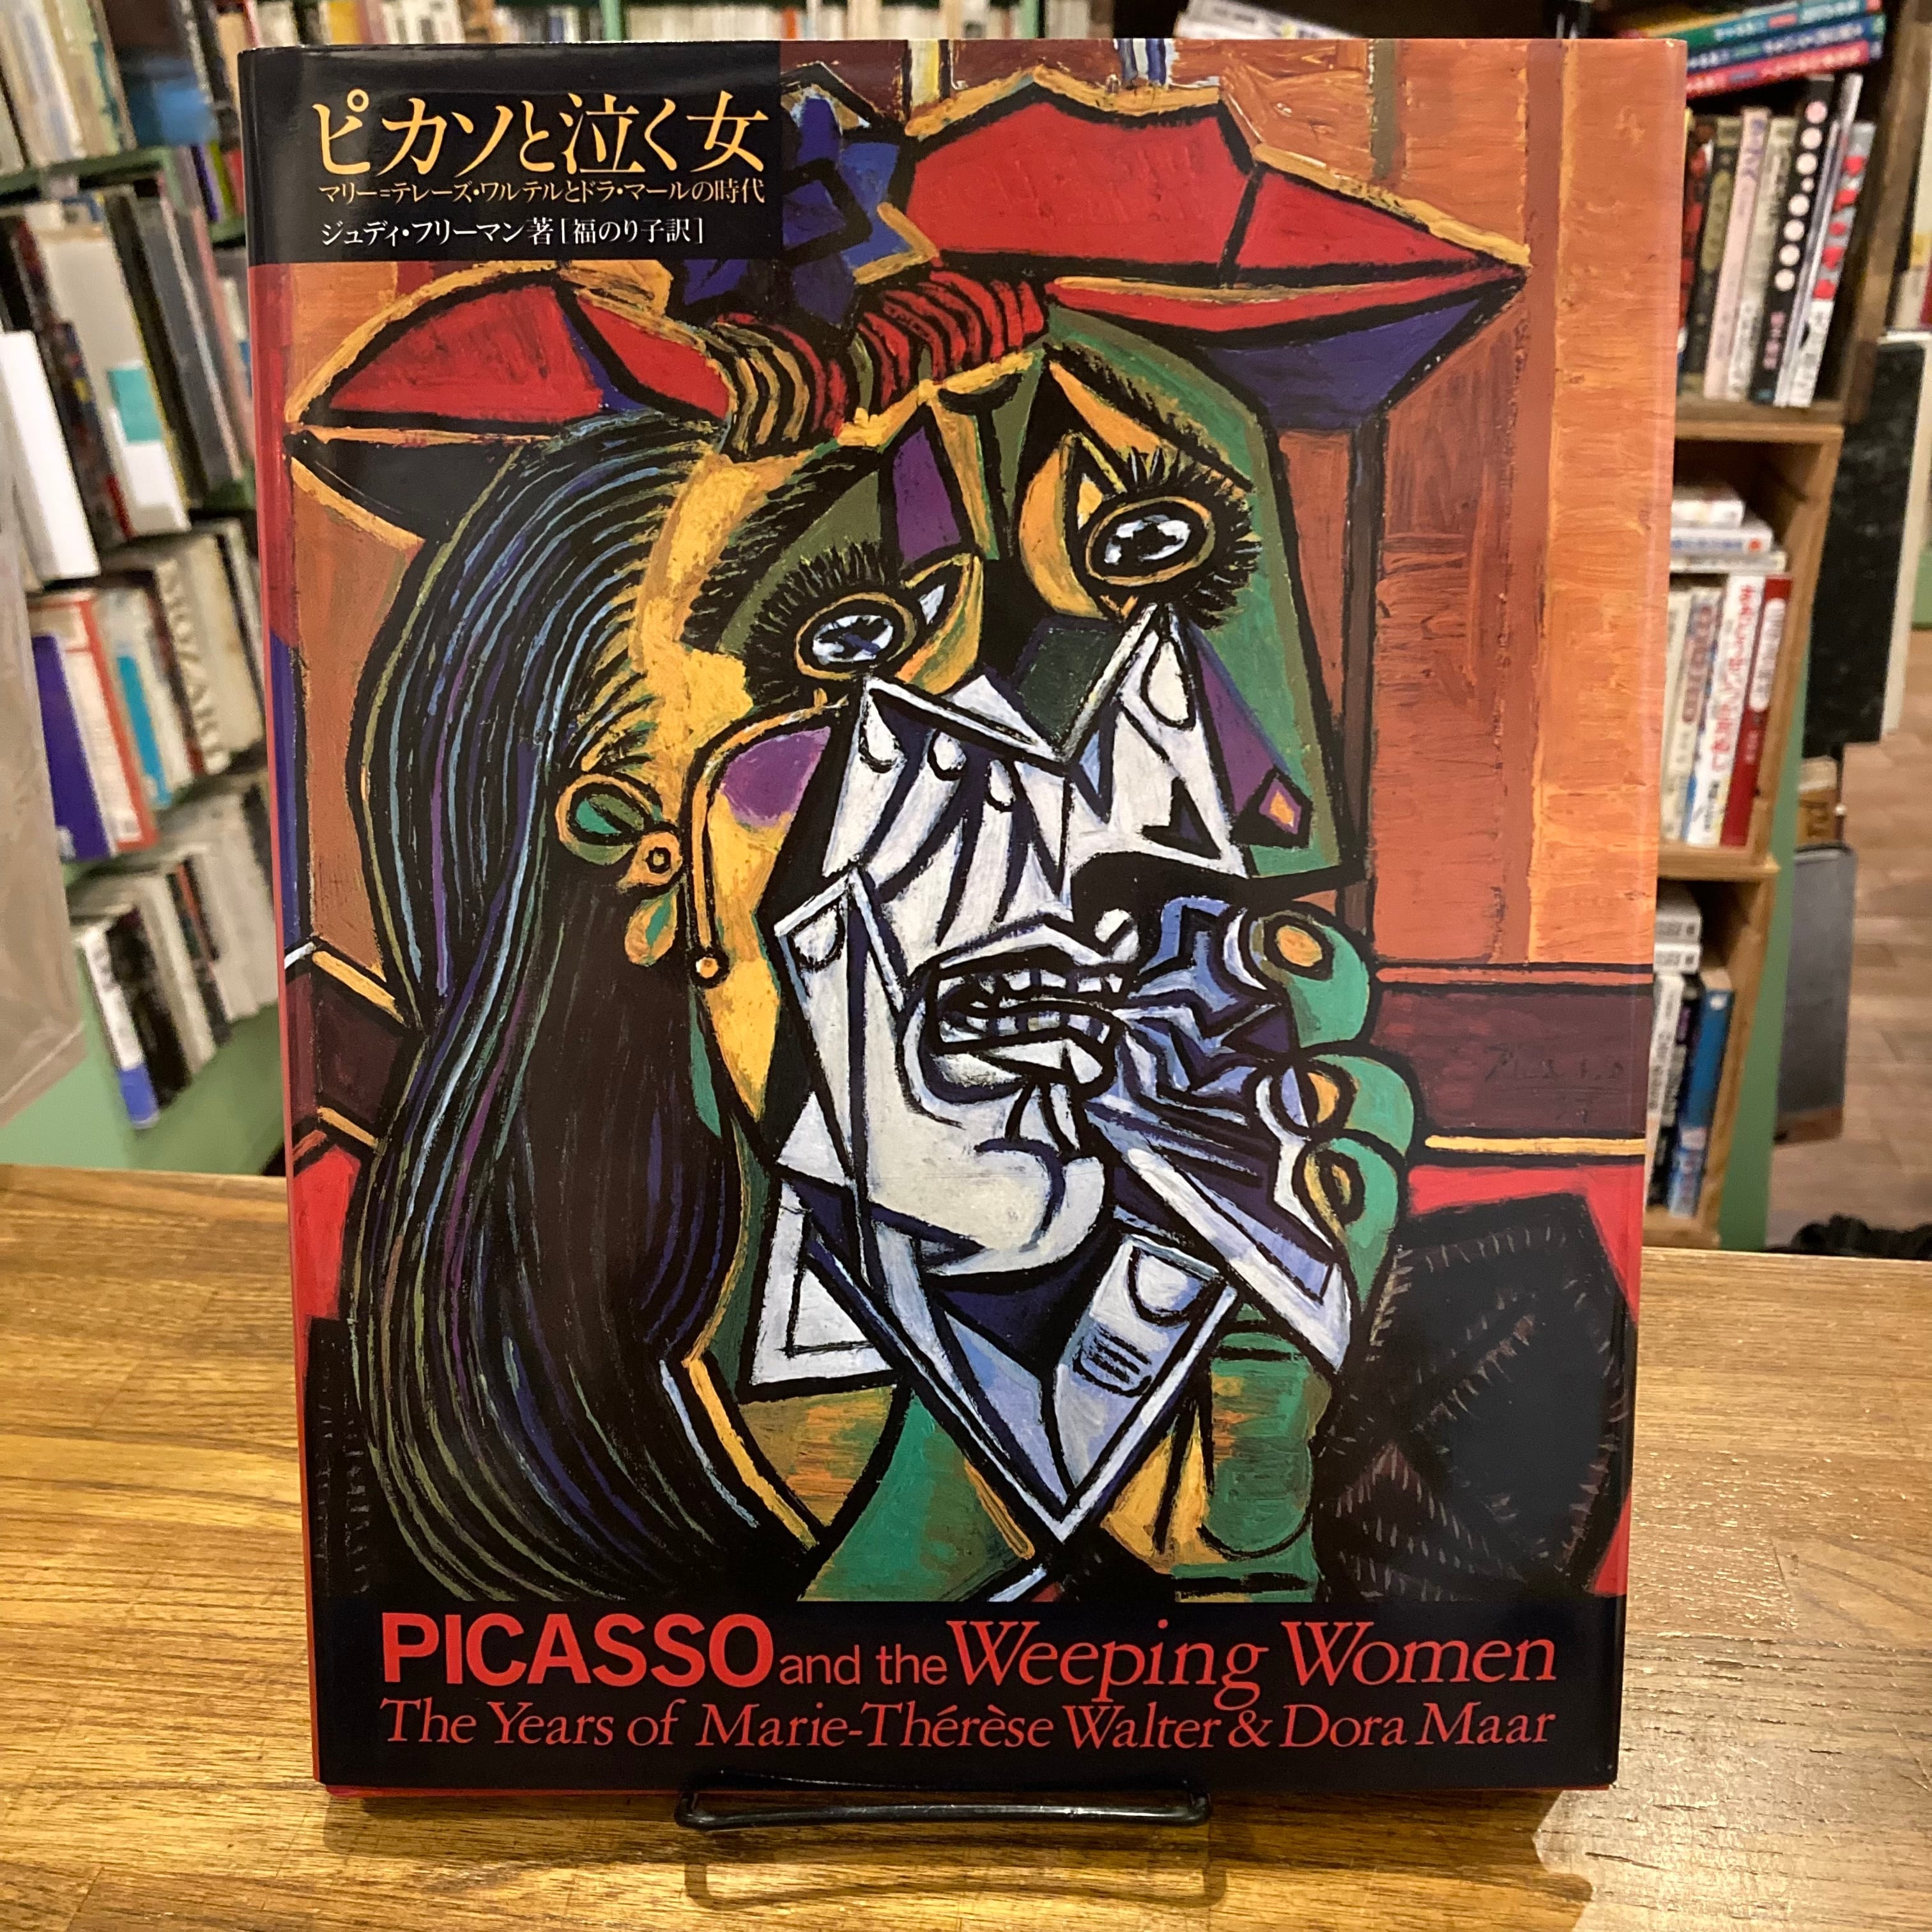 ピカソと泣く女
マリー=テレーズ・ワルテルとドラ・マールの時代
ジュディ・フリーマン著［福のり子訳］
PICASSO and the Weeping Women
The Years of Marie-Thérèse Walter & Dora Maar